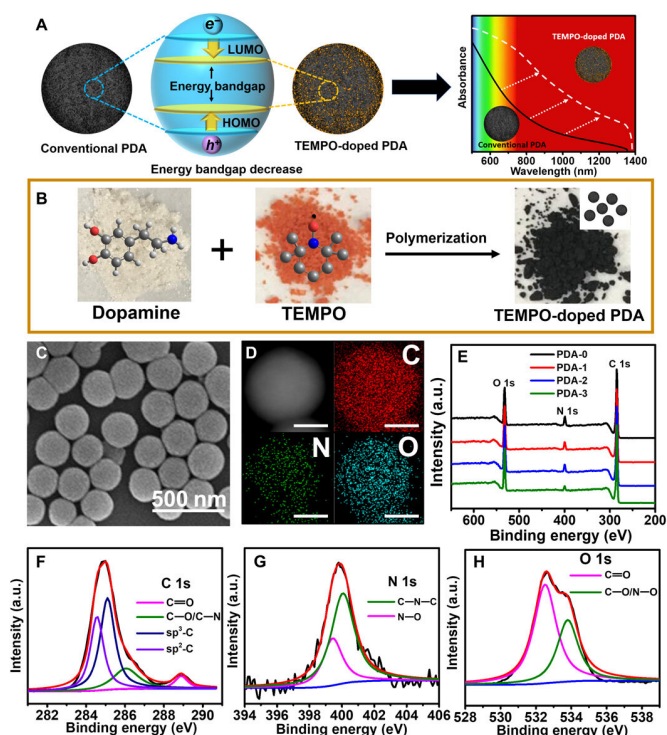 A
e⁻
LUMO
Energy bandgap
HOMO
h⁺
Conventional PDA
TEMPO-doped PDA
Energy bandgap decrease
Absorbance
TEMPO-doped PDA
Conventional PDA
600 800 1000 1200 1400
Wavelength (nm)
B
Dopamine
+
TEMPO
Polymerization
TEMPO-doped PDA
C
500 nm
D
C
N
O
E
PDA-0
PDA-1
PDA-2
PDA-3
O 1s
N 1s
C 1s
Intensity (a.u.)
600 500 400 300 200
Binding energy (eV)
F
C 1s
C=O
C—O/C—N
sp³-C
sp²-C
Intensity (a.u.)
281 284 287 290
Binding energy (eV)
G
N 1s
C—N—C
N—O
Intensity (a.u.)
394 396 398 400 402 404 406
Binding energy (eV)
H
O 1s
C=O
C—O/N—O
Intensity (a.u.)
528 530 532 534 536 538
Binding energy (eV)